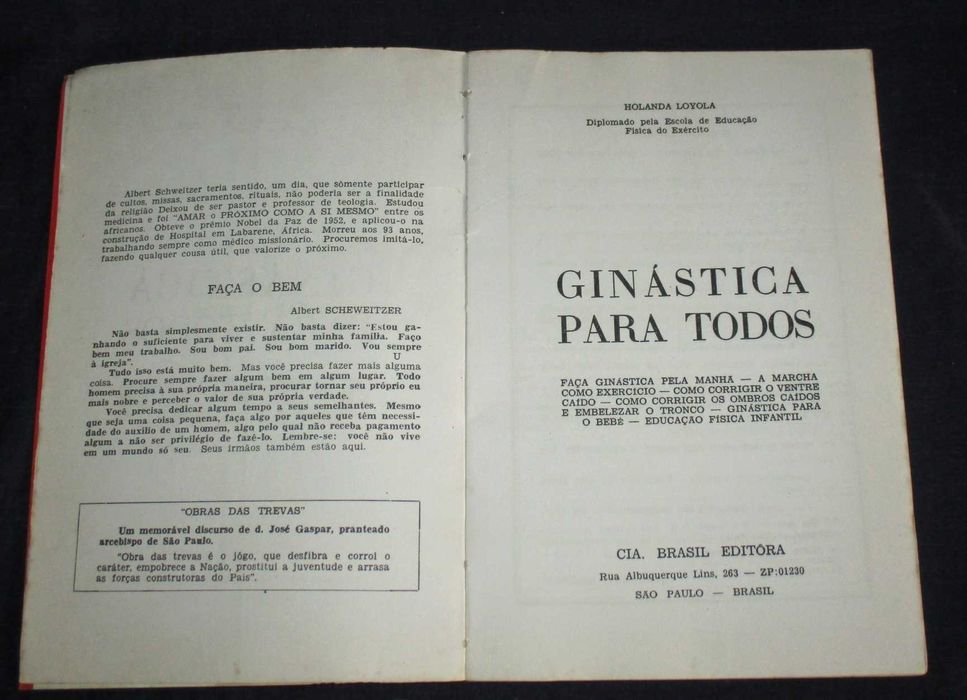 Albert Schweitzer teria sentido, um dia, que sòmente participar
de cultos, missas, sacramentos, rituais, não poderia ser a finalidade
da religião Deixou de ser pastor e professor de teologia. Estudou
medicina e foi "AMAR o PRÓXIMO COMO A SI MESMO" entre os
africanos. Obteve o prêmio Nobel da Paz de 1952, e aplicou-o na
construção de Hospital em Labarene, África. Morreu aos 93 anos,
trabalhando sempre como médico missionário. Procuremos imitá-lo,
fazendo qualquer cousa útil, que valorize o próximo.
FAÇA O BEM
Albert SCHEWEITZER
Não basta simplesmente existir. Não basta dizer: "Estou ga-
nhando o suficiente para viver e sustentar minha família. Faço
bem meu trabalho. Sou bom pai. Sou bom marido. Vou sempre
U
à igreja".
Tudo isso está muito bem. Mas você precisa fazer mais alguma
coisa. Procure sempre fazer algum bem em algum lugar. Todo
homem precisa à sua própria maneira, procurar tornar seu próprio eu
mais nobre e perceber o valor de sua própria verdade.
Você precisa dedicar algum tempo a seus semelhantes. Mesmo
que seja uma coisa pequena, faça algo por aqueles que têm necessi-
dade do auxílio de um homem, algo pelo qual não receba pagamento
algum a não ser privilégio de fazê-lo. Lembre-se: você não vive
em um mundo só seu. Seus irmãos também estão aqui.
"OBRAS DAS TREVAS"
Um memorável discurso de d. José Gaspar, pranteado
arcebispo de São Paulo.
"Obra das trevas é o jôgo, que desfibra e corroi o
caráter, empobrece a Nação, prostitui a juventude e arrasa
as forças construtoras do País".
HOLANDA LOYOLA
Diplomado pela Escola de Educação
Física do Exército
GINÁSTICA
PARA TODOS
FAÇA GINÁSTICA PELA MANHÃ — A MARCHA
COMO EXERCÍCIO — COMO CORRIGIR O VENTRE
CAÍDO — COMO CORRIGIR OS OMBROS CAÍDOS
E EMBELEZAR O TRONCO — GINÁSTICA PARA
O BEBÊ — EDUCAÇÃO FÍSICA INFANTIL
CIA. BRASIL EDITÔRA
Rua Albuquerque Lins, 263 — ZP:01230
SÃO PAULO — BRASIL